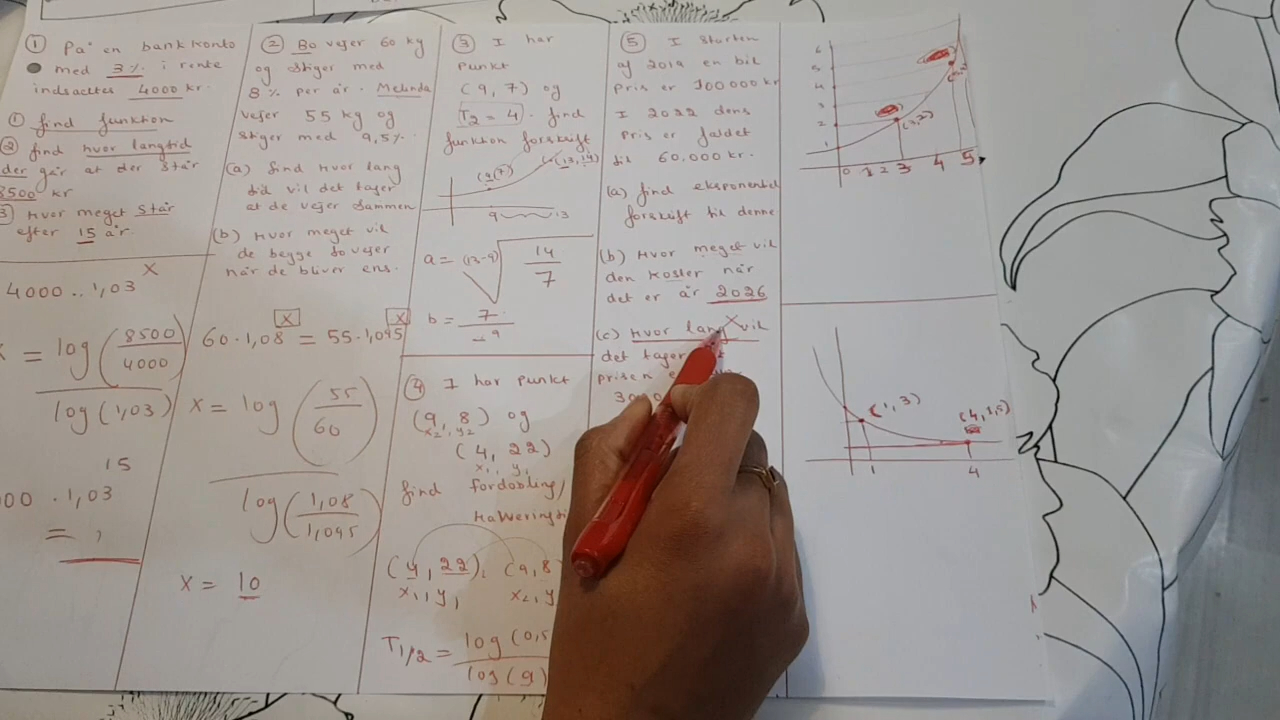 ① På en bankkonto
med 3% i rente
indsættes 4000 kr.
① find funktion
② find hvor langtid
der går at der står
8500 kr
3 Hvor meget står
efter 15 år.
x
4000..1,03
= log (8500
4000)
log (1,03)
15
.1,03
= ,
② Bo vejer 60 kg
og stiger med
8% per år. Melinda
vejer 55 kg og
stiger med 9,5%.
(a) find hvor lang
tid vil det tager
at de vejer sammen
(b) Hvor meget vil
de begge to vejer
når de bliver ens.
x x
60.1,08 = 55.1,095
x = log (55
60)
log (1,08
1,095)
x = 10
③ I har
punkt
(9,7) og
T2 = 4. find
funktion forskrift
(9,7) (13,14)
9 13
a = (13-9)√ 14
7
b = 7
9
④ I har punkt
(9,8) og
x2, y2
(4, 22)
x1, y1
find fordobling/
(4,22), (9,8
x1, y1 x2, y
T1/2 = log (0,5
log (a)
⑤ I starten
af 2019 en bil
pris er 100000 kr
I 2022 dens
pris er faldet
til 60.000 kr.
(a) find eksponentiel
forskrift til denne
(b) Hvor meget vil
den koster når
det er år 2026
(c) Hvor lang vil
det tager
prisen
6
5
4
3
2
1
0 1 2 3 4 5
(3,2)
(1,3)
(4,1,5)
1 4